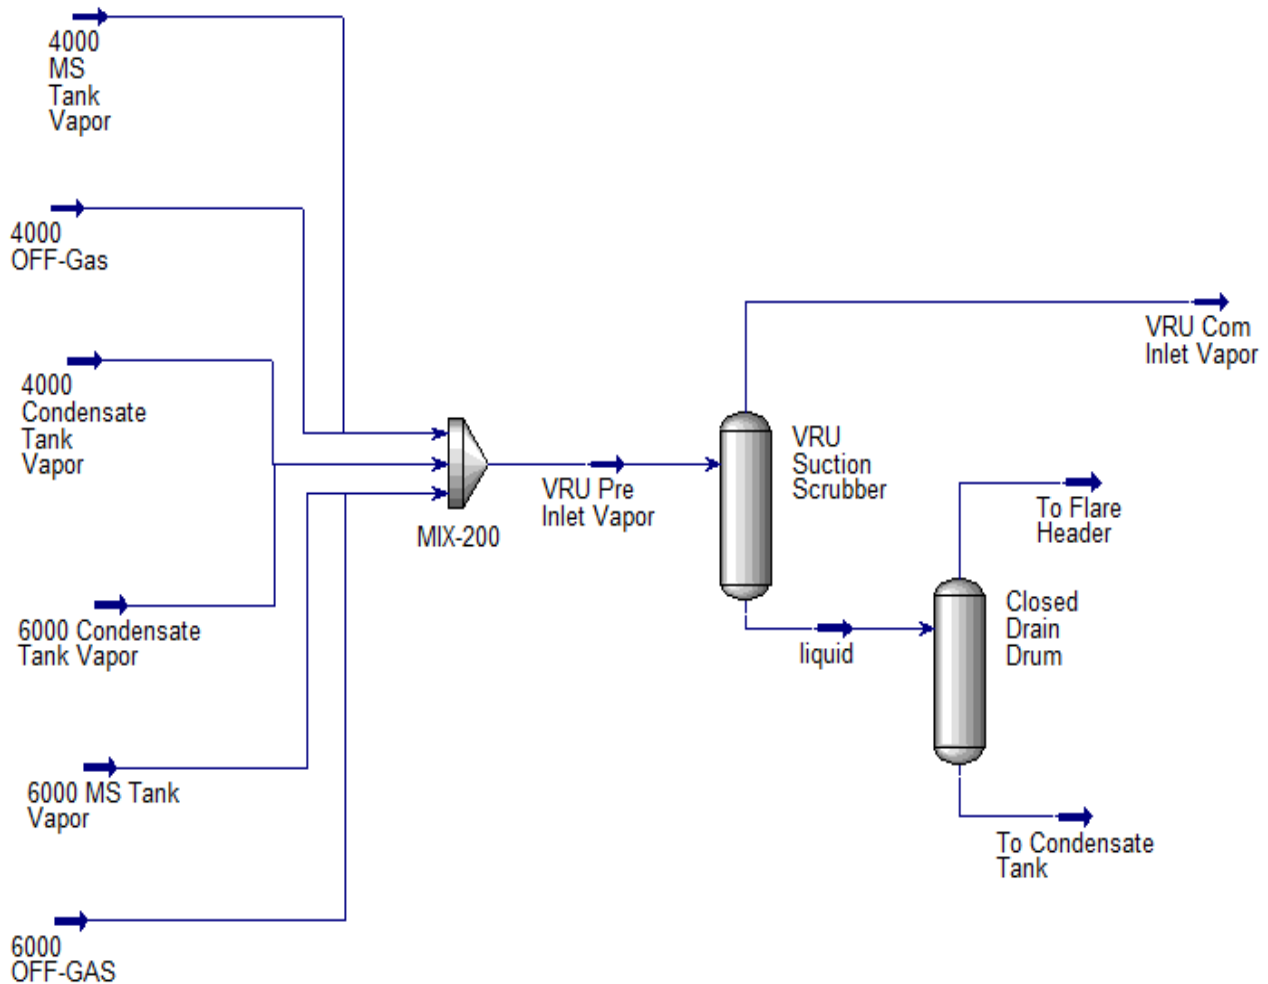 4000
MS
Tank
Vapor
4000
OFF-Gas
4000
Condensate
Tank
Vapor
6000 Condensate
Tank Vapor
6000 MS Tank
Vapor
6000
OFF-GAS
MIX-200
VRU Pre
Inlet Vapor
VRU
Suction
Scrubber
VRU Com
Inlet Vapor
liquid
To Flare
Header
Closed
Drain
Drum
To Condensate
Tank